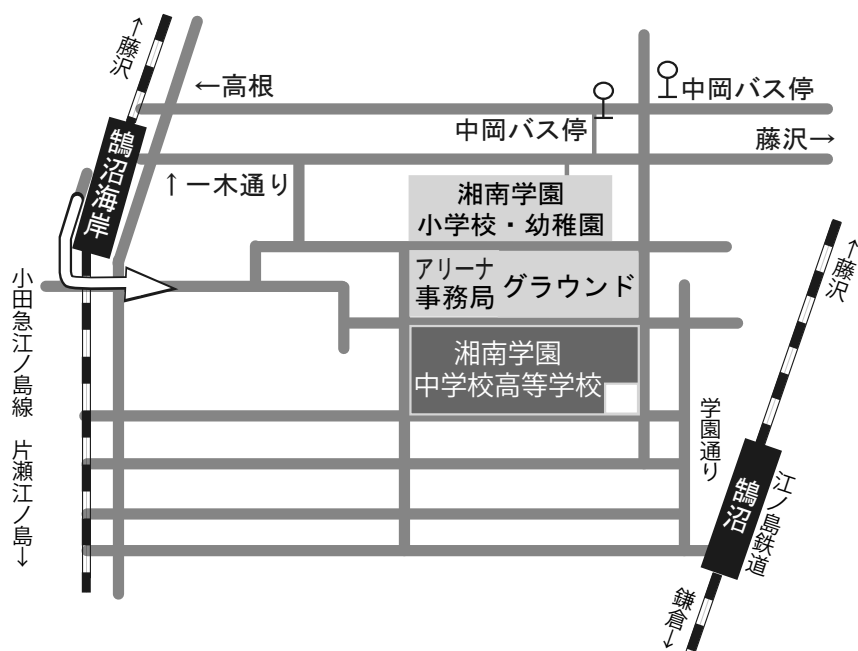 ↑藤沢
←高根
中岡バス停
中岡バス停
藤沢→
鵠沼海岸
↑一木通り
湘南学園
小学校・幼稚園
アリーナ
事務局
グラウンド
←藤沢
小田急江ノ島線 片瀬江ノ島→
湘南学園
中学校高等学校
学園通り
鵠沼
江ノ島鉄道
鎌倉→